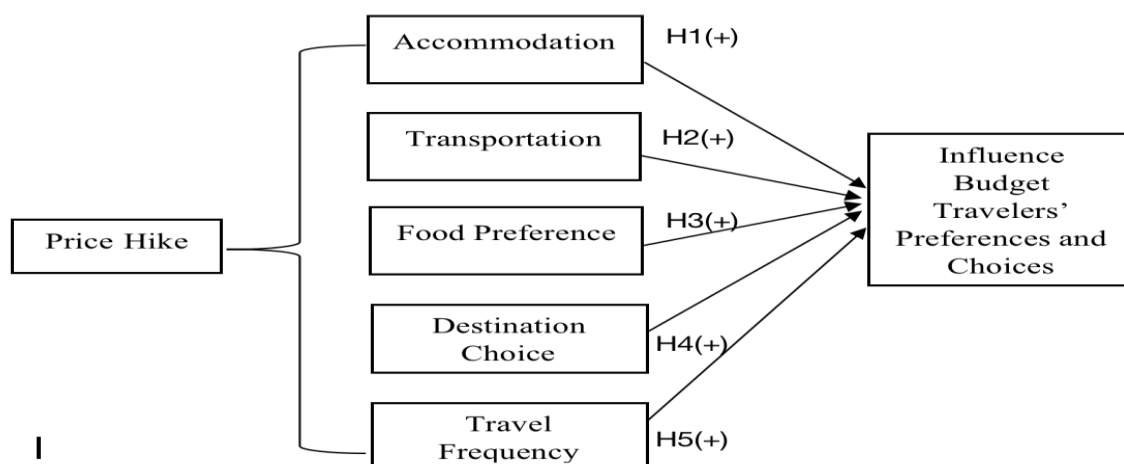 Accommodation
H1(+)
Transportation
H2(+)
Influence
Budget
Travelers’
Preferences and
Choices
Price Hike
Food Preference
H3(+)
Destination
Choice
H4(+)
Travel
Frequency
H5(+)
I